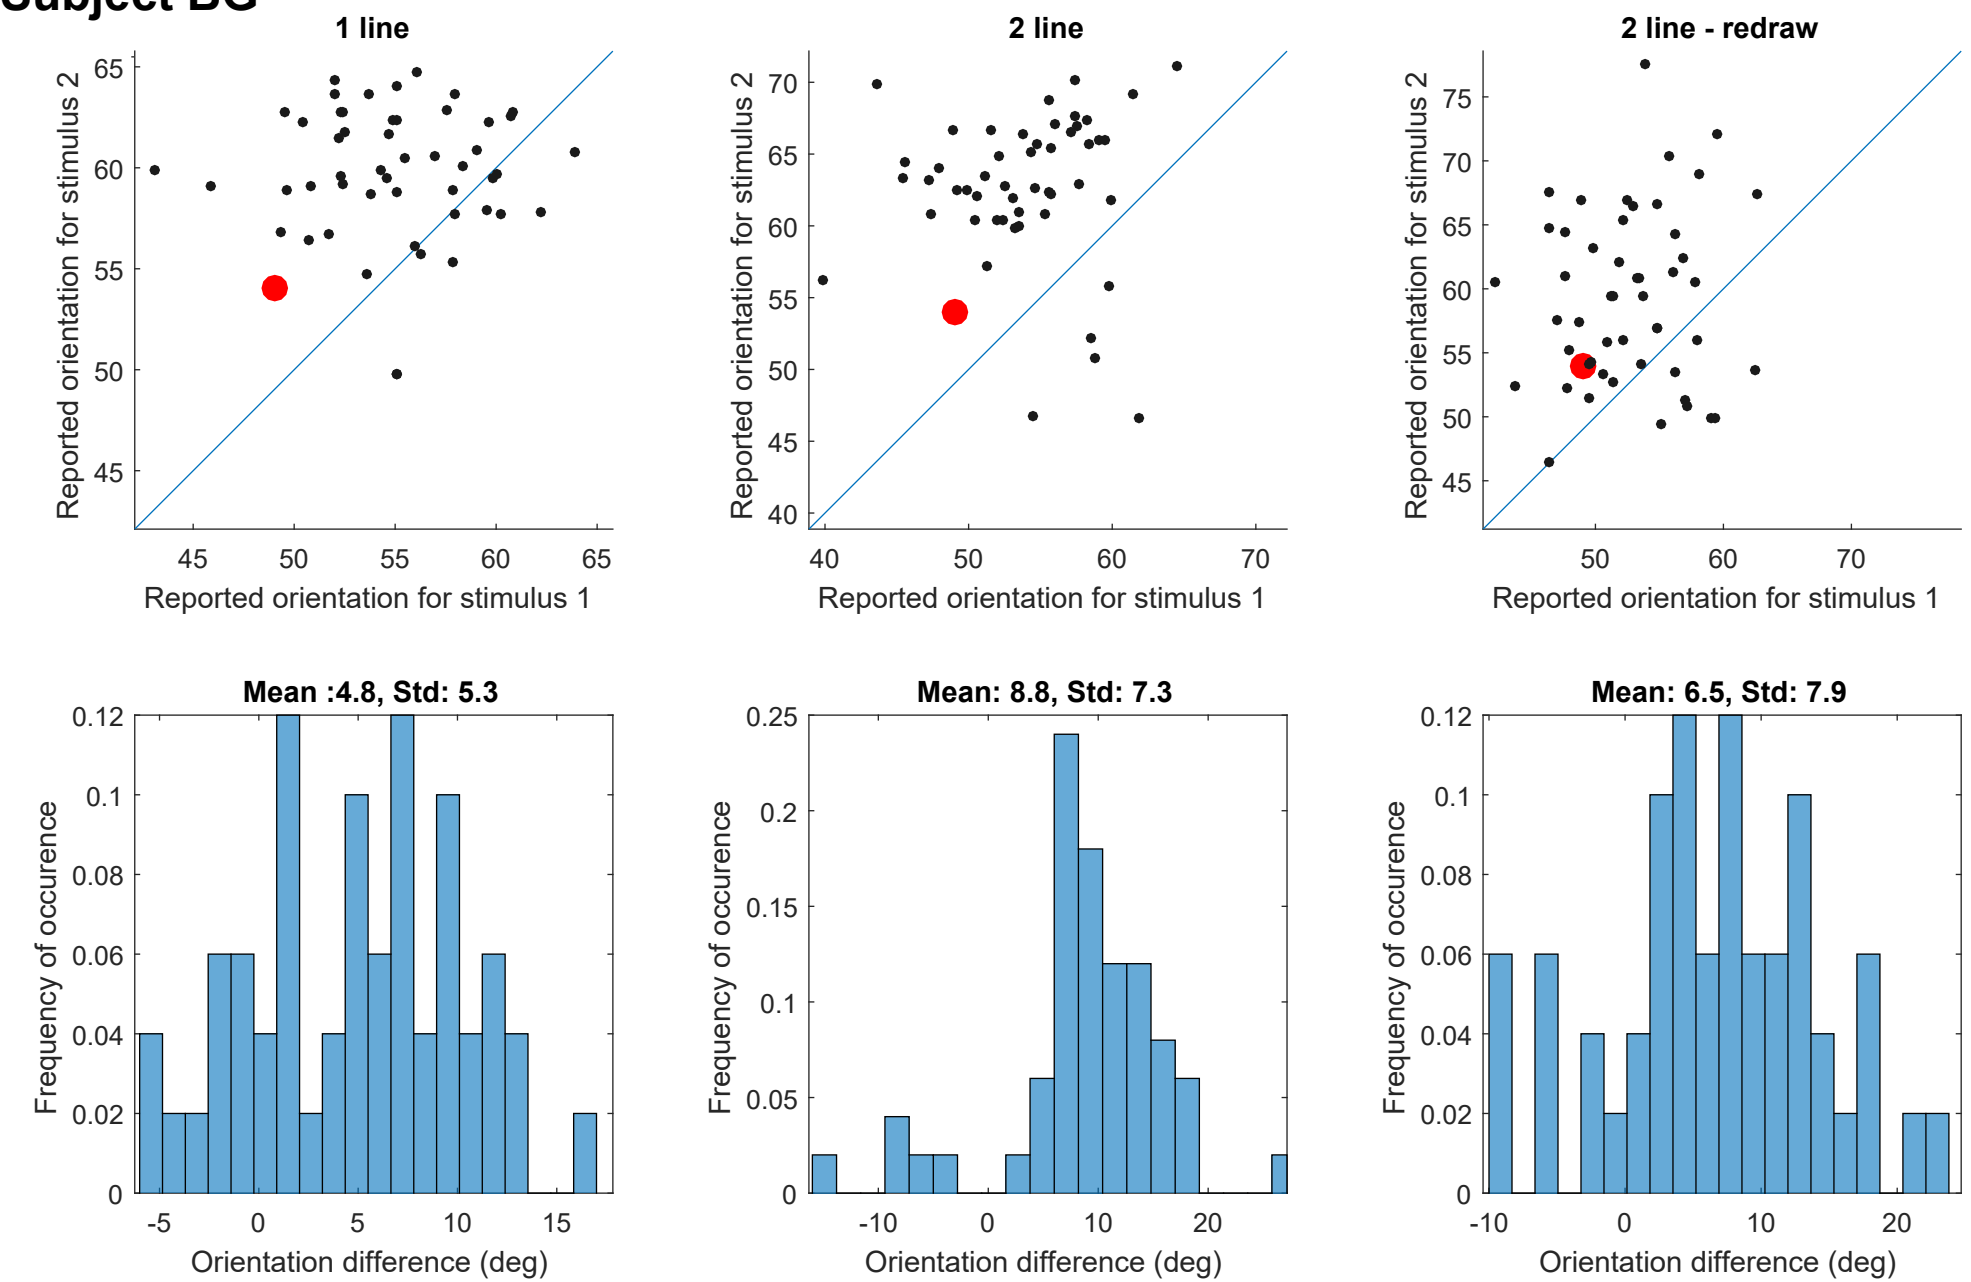 Subject BG
1 line
2 line
2 line - redraw
Reported orientation for stimulus 2
65
60
55
50
45
45 50 55 60 65
Reported orientation for stimulus 1
Reported orientation for stimulus 2
70
65
60
55
50
45
40
40 50 60 70
Reported orientation for stimulus 1
Reported orientation for stimulus 2
75
70
65
60
55
50
45
50 60 70
Reported orientation for stimulus 1
Mean :4.8, Std: 5.3
Frequency of occurence
0.12
0.1
0.08
0.06
0.04
0.02
0
-5 0 5 10 15
Orientation difference (deg)
Mean: 8.8, Std: 7.3
Frequency of occurence
0.25
0.2
0.15
0.1
0.05
0
-10 0 10 20
Orientation difference (deg)
Mean: 6.5, Std: 7.9
Frequency of occurence
0.12
0.1
0.08
0.06
0.04
0.02
0
-10 0 10 20
Orientation difference (deg)